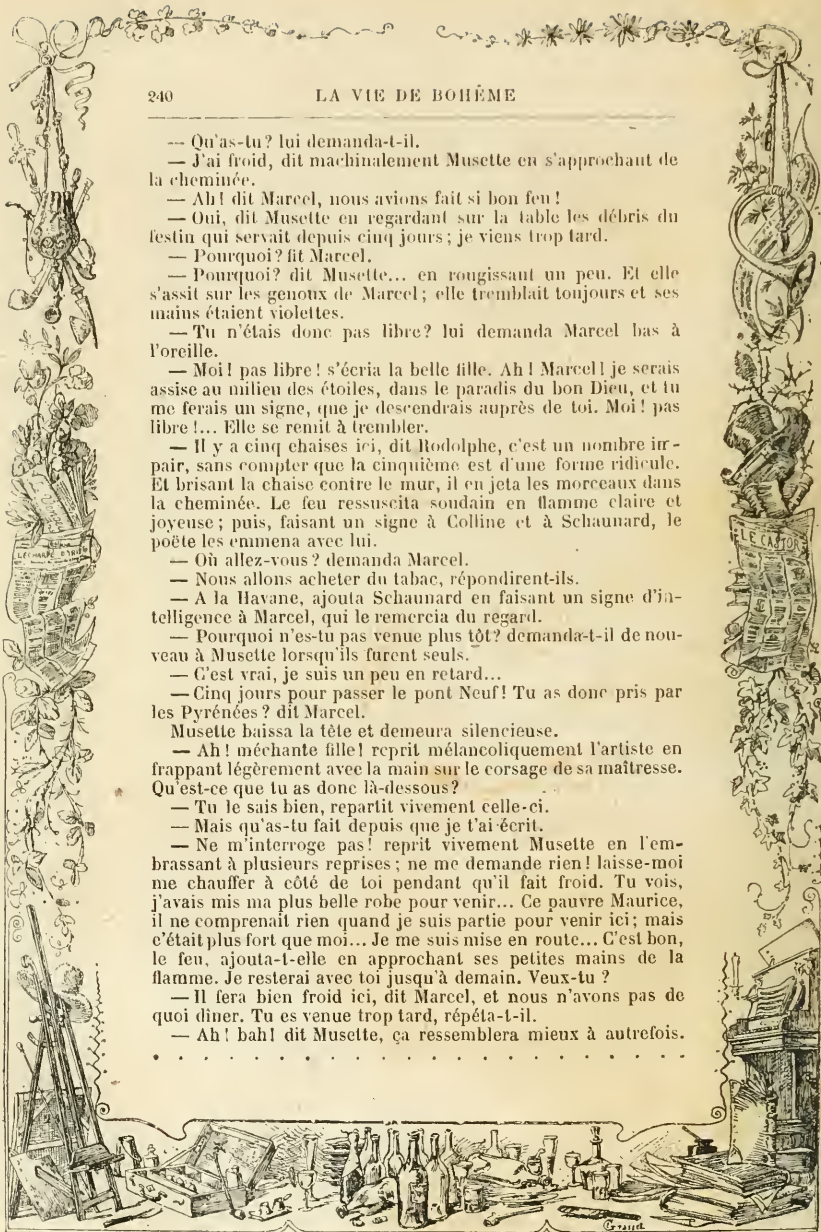 240 LA VIE DE BOHÊME
— Qu'as-tu? lui demanda-t-il.
— J'ai froid, dit machinalement Musette en s'approchant de
la cheminée.
— Ah! dit Marcel, nous avions fait si bon feu!
— Oui, dit Musette en regardant sur la table les débris du
festin qui servait depuis cinq jours; je viens trop tard.
— Pourquoi? fit Marcel.
— Pourquoi? dit Musette... en rougissant un peu. Et elle
s'assit sur les genoux de Marcel; elle tremblait toujours et ses
mains étaient violettes.
— Tu n'étais donc pas libre? lui demanda Marcel bas à
l'oreille.
— Moi! pas libre! s'écria la belle fille. Ah! Marcel! je serais
assise au milieu des étoiles, dans le paradis du bon Dieu, et tu
me ferais un signe, que je descendrais auprès de toi. Moi! pas
libre!... Elle se remit à trembler.
— Il y a cinq chaises ici, dit Rodolphe, c'est un nombre im-
pair, sans compter que la cinquième est d'une forme ridicule.
Et brisant la chaise contre le mur, il en jeta les morceaux dans
la cheminée. Le feu ressuscita soudain en flamme claire et
joyeuse; puis, faisant un signe à Colline et à Schaunard, le
poëte les emmena avec lui.
— Où allez-vous? demanda Marcel.
— Nous allons acheter du tabac, répondirent-ils.
— A la Havane, ajouta Schaunard en faisant un signe d'in-
telligence à Marcel, qui le remercia du regard.
— Pourquoi n'es-tu pas venue plus tôt? demanda-t-il de nou-
veau à Musette lorsqu'ils furent seuls.
— C'est vrai, je suis un peu en retard...
— Cinq jours pour passer le pont Neuf! Tu as donc pris par
les Pyrénées? dit Marcel.
Musette baissa la tête et demeura silencieuse.
— Ah! méchante fille! reprit mélancoliquement l'artiste en
frappant légèrement avec la main sur le corsage de sa maîtresse.
Qu'est-ce que tu as donc là-dessous?
— Tu le sais bien, repartit vivement celle-ci.
— Mais qu'as-tu fait depuis que je t'ai écrit.
— Ne m'interroge pas! reprit vivement Musette en l'em-
brassant à plusieurs reprises; ne me demande rien! laisse-moi
me chauffer à côté de toi pendant qu'il fait froid. Tu vois,
j'avais mis ma plus belle robe pour venir... Ce pauvre Maurice,
il ne comprenait rien quand je suis partie pour venir ici; mais
c'était plus fort que moi... Je me suis mise en route... C'est bon,
le feu, ajouta-t-elle en approchant ses petites mains de la
flamme. Je resterai avec toi jusqu'à demain. Veux-tu ?
— Il fera bien froid ici, dit Marcel, et nous n'avons pas de
quoi dîner. Tu es venue trop tard, répéta-t-il.
— Ah! bah! dit Musette, ça ressemblera mieux à autrefois.
. . . . . . . . . . . . . . . . . . . . . .
L'ECHARPE D'IRIS
LE CASTOR